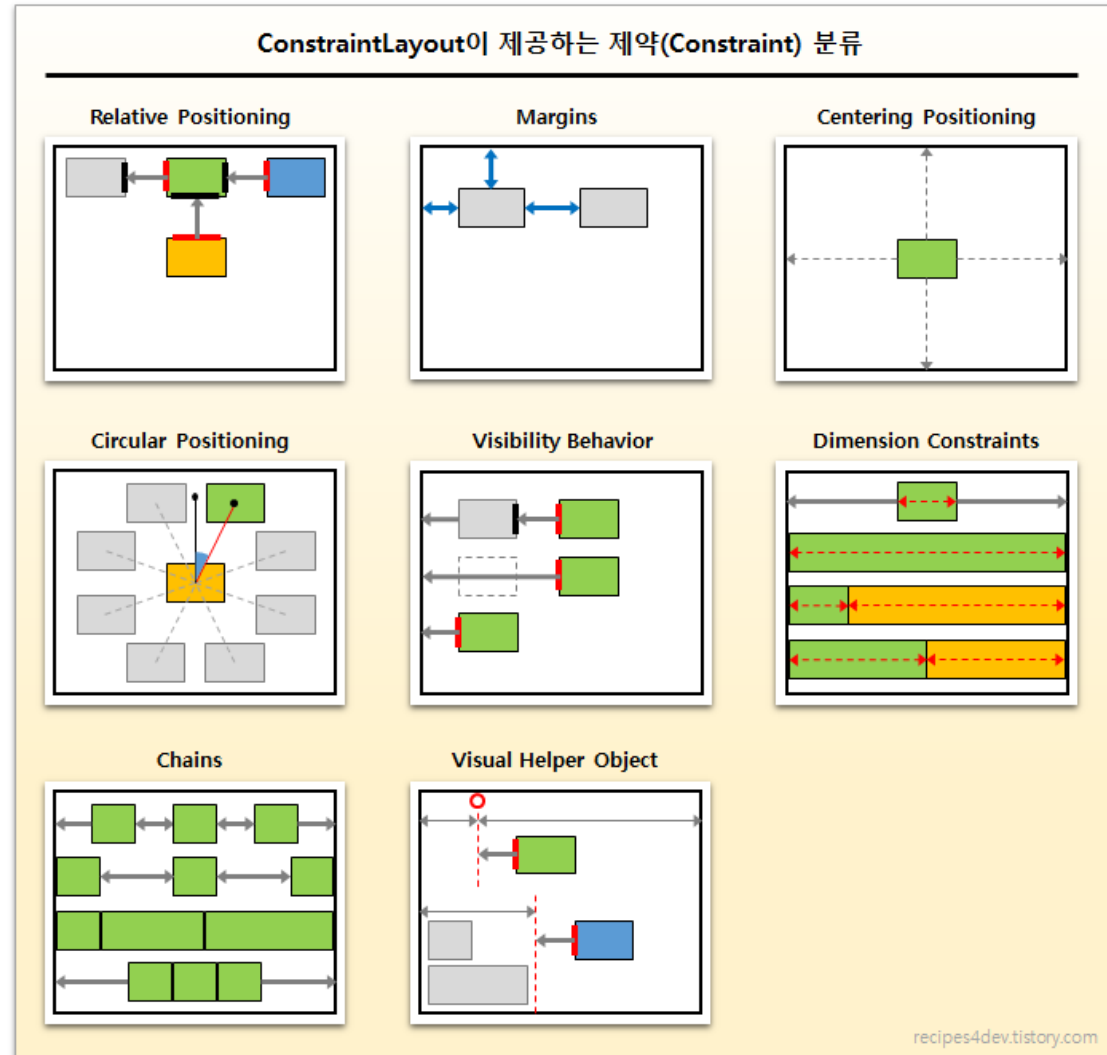 ConstraintLayout이 제공하는 제약(Constraint) 분류
Relative Positioning
Margins
Centering Positioning
Circular Positioning
Visibility Behavior
Dimension Constraints
Chains
Visual Helper Object
recipes4dev.tistory.com